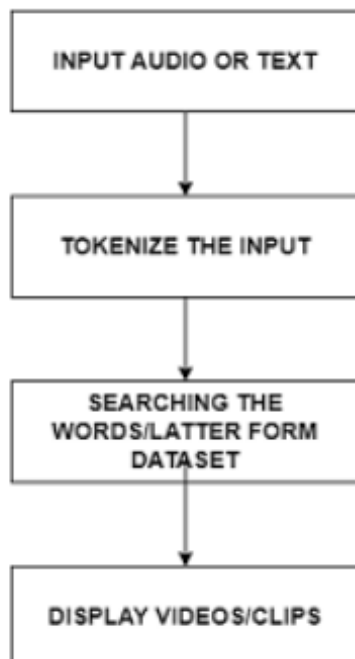 INPUT AUDIO OR TEXT
TOKENIZE THE INPUT
SEARCHING THE
WORDS/LATTER FORM
DATASET
DISPLAY VIDEOS/CLIPS